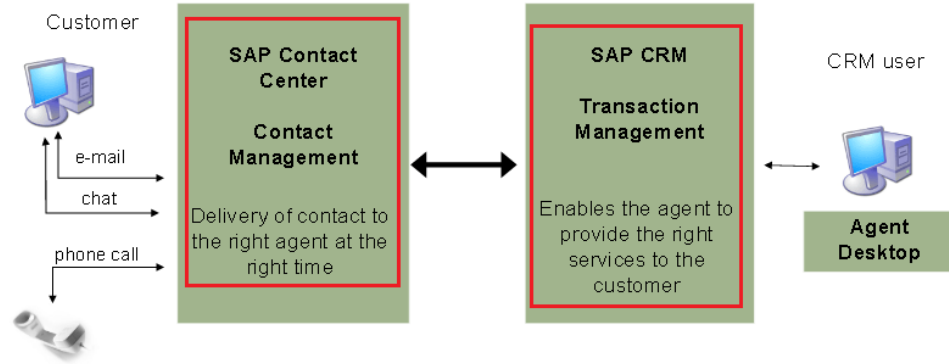 Customer
e-mail
chat
phone call
SAP Contact
Center
Contact
Management
Delivery of contact to
the right agent at the
right time
SAP CRM
Transaction
Management
Enables the agent to
provide the right
services to the
customer
CRM user
Agent
Desktop